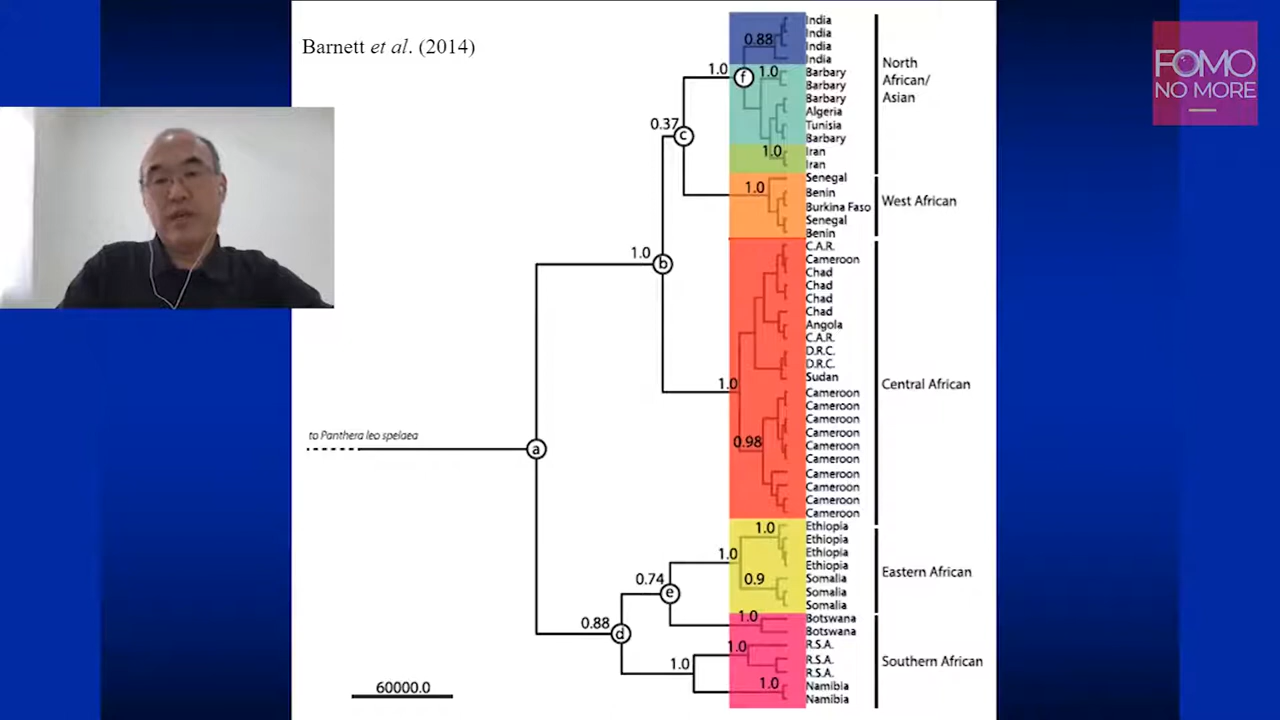 Barnett et al. (2014)
FOMO
NO MORE
India
India
0.88
India
India
1.0
f
1.0
Barbary
Barbary
Barbary
Algeria
Tunisia
Barbary
1.0
Iran
Iran
North
African/
Asian
0.37
c
1.0
Senegal
Benin
Burkina Faso
Senegal
Benin
West African
1.0
b
C.A.R.
Cameroon
Chad
Chad
Chad
Chad
Angola
C.A.R.
D.R.C.
D.R.C.
Sudan
1.0
Cameroon
Cameroon
Cameroon
Cameroon
0.98
Cameroon
Cameroon
Cameroon
Cameroon
Cameroon
Cameroon
Central African
to Panthera leo spelaea
a
1.0
Ethiopia
Ethiopia
Ethiopia
Ethiopia
1.0
0.9
Somalia
Somalia
Somalia
Eastern African
0.74
e
0.88
d
1.0
Botswana
Botswana
1.0
R.S.A.
R.S.A.
R.S.A.
1.0
1.0
Namibia
Namibia
Southern African
60000.0